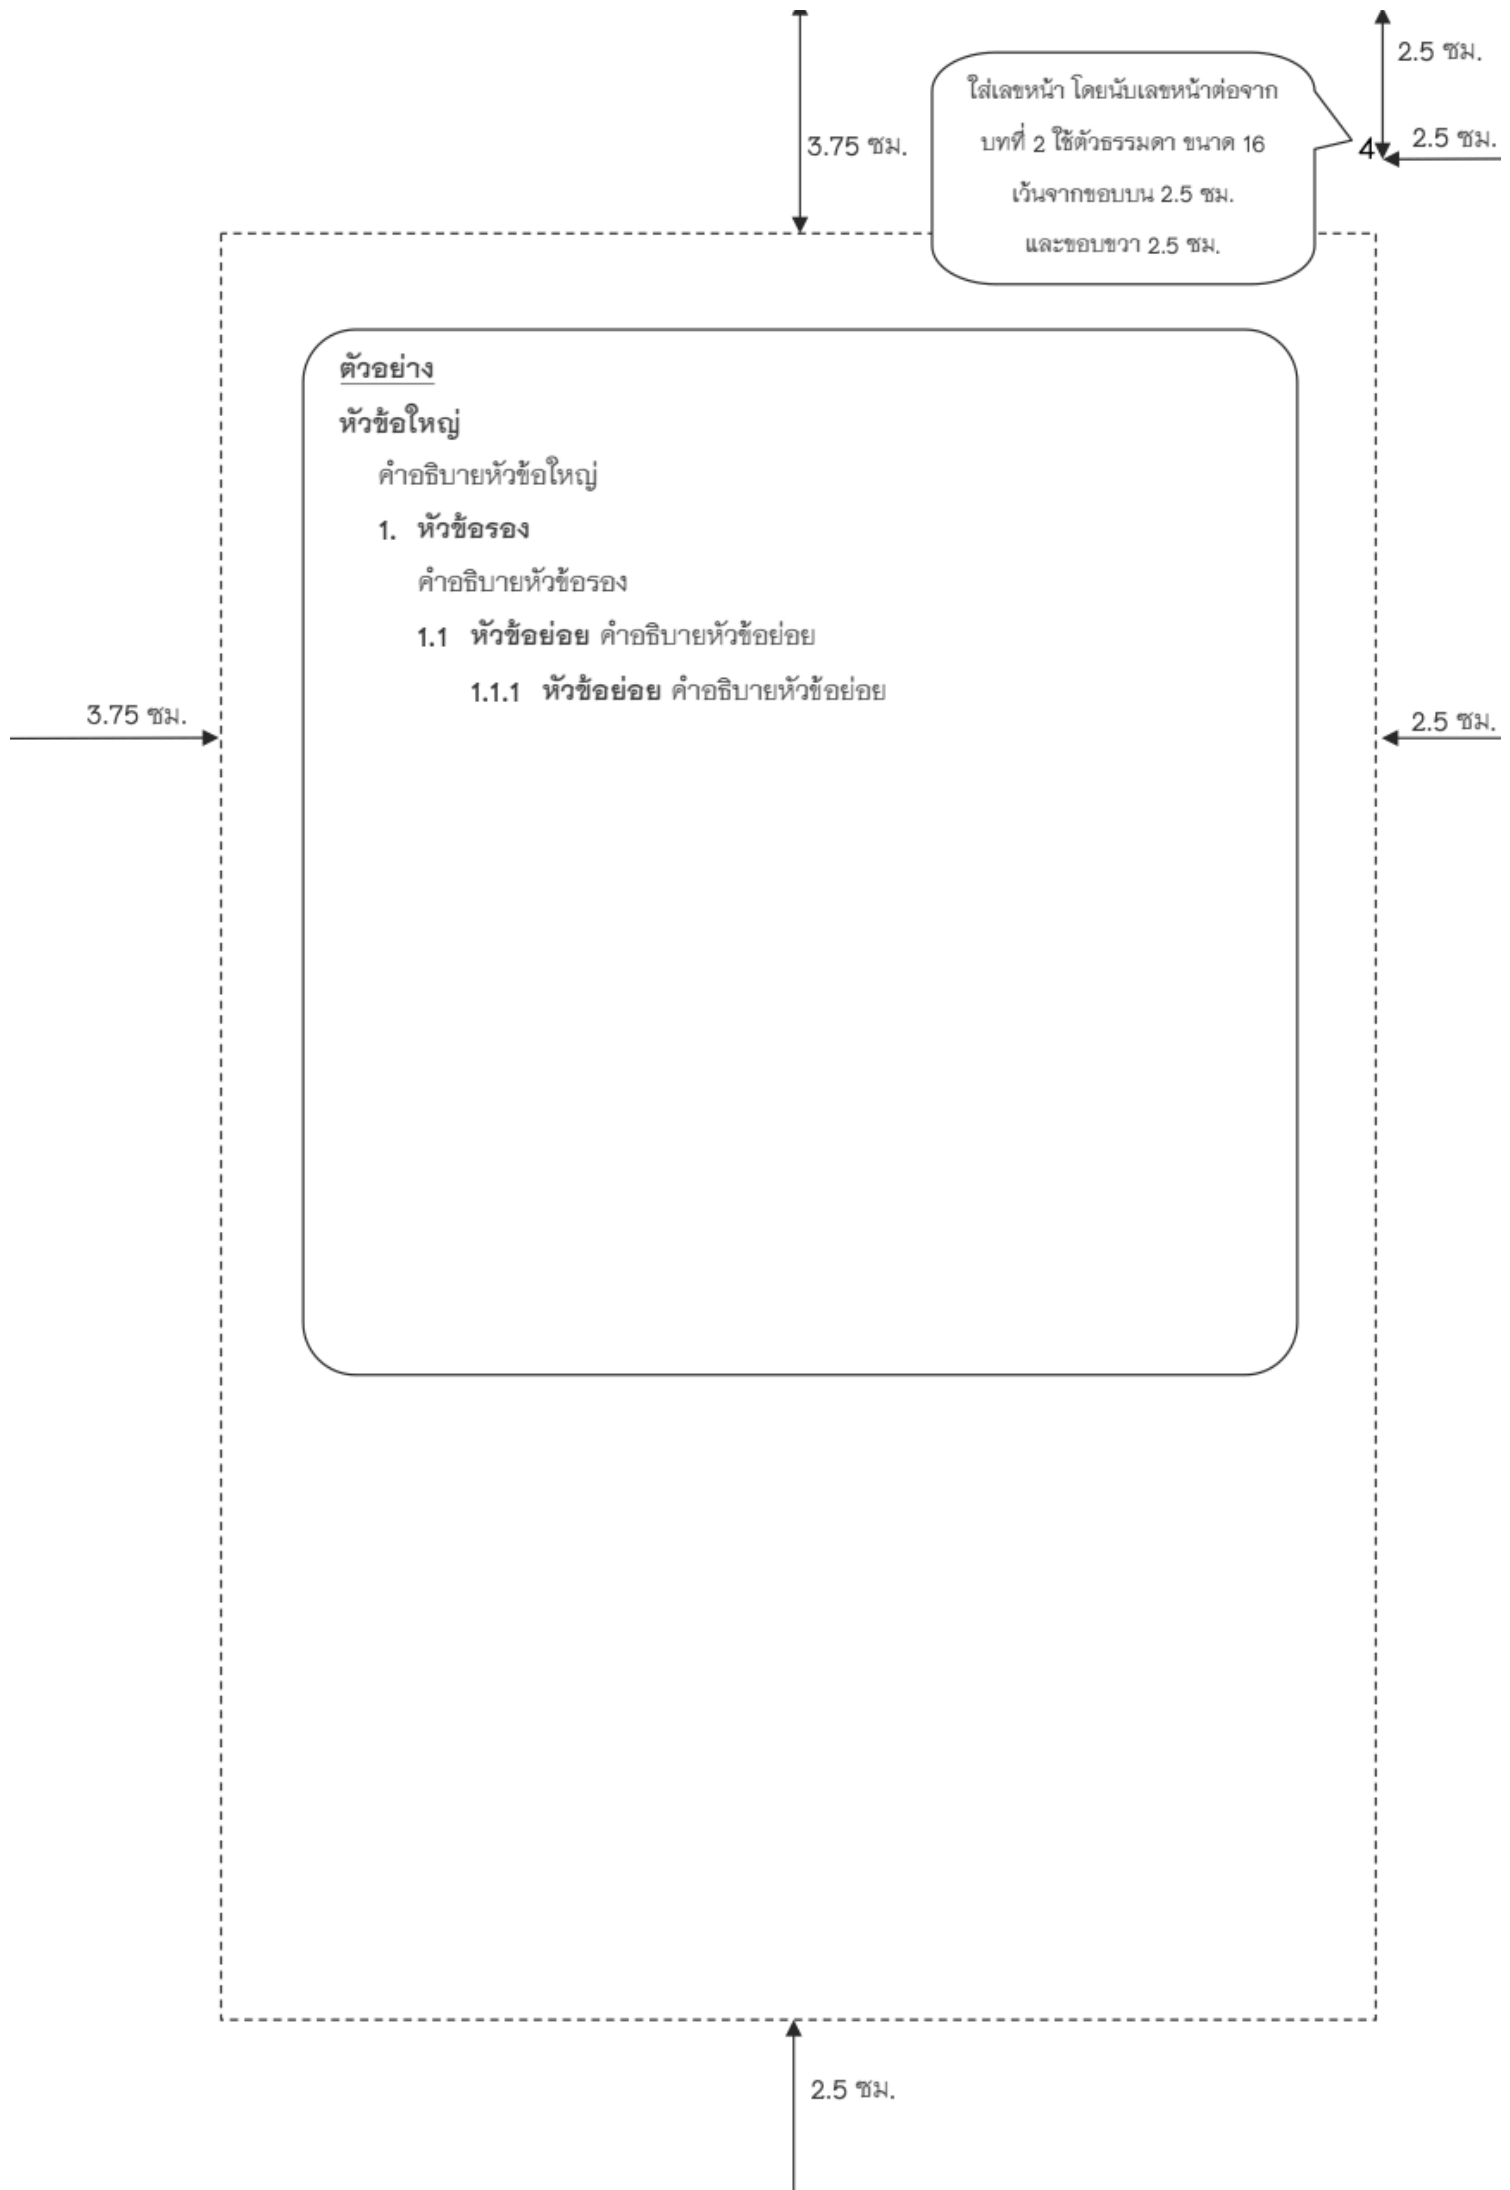 2.5 ซม.
ใส่เลขหน้า โดยนับเลขหน้าต่อจาก
บทที่ 2 ใช้ตัวธรรมดา ขนาด 16
เว้นจากขอบบน 2.5 ซม.
และขอบขวา 2.5 ซม.
3.75 ซม.
4
2.5 ซม.
ตัวอย่าง
หัวข้อใหญ่
คำอธิบายหัวข้อใหญ่
1. หัวข้อรอง
คำอธิบายหัวข้อรอง
1.1 หัวข้อย่อย คำอธิบายหัวข้อย่อย
1.1.1 หัวข้อย่อย คำอธิบายหัวข้อย่อย
3.75 ซม.
2.5 ซม.
2.5 ซม.